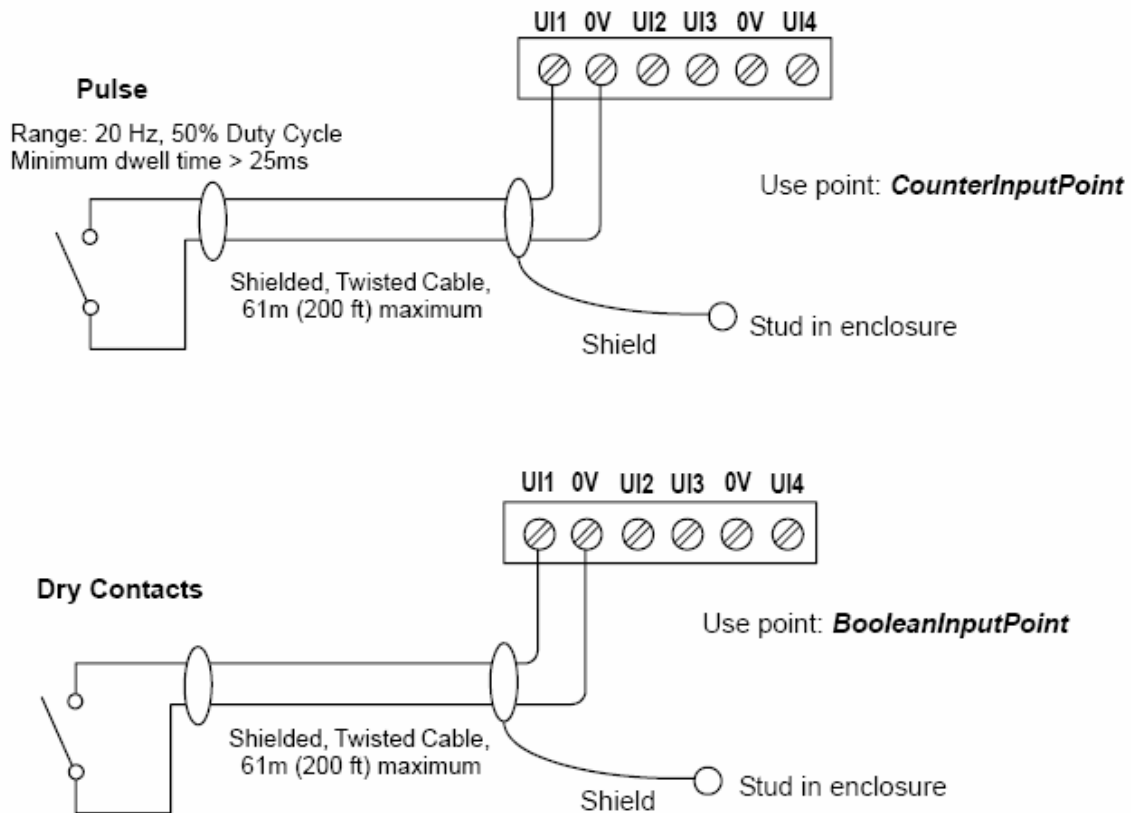 UI1 0V UI2 UI3 0V UI4
Pulse
Range: 20 Hz, 50% Duty Cycle
Minimum dwell time > 25ms
Use point: CounterInputPoint
Shielded, Twisted Cable,
61m (200 ft) maximum
Stud in enclosure
Shield
UI1 0V UI2 UI3 0V UI4
Dry Contacts
Use point: BooleanInputPoint
Shielded, Twisted Cable,
61m (200 ft) maximum
Stud in enclosure
Shield